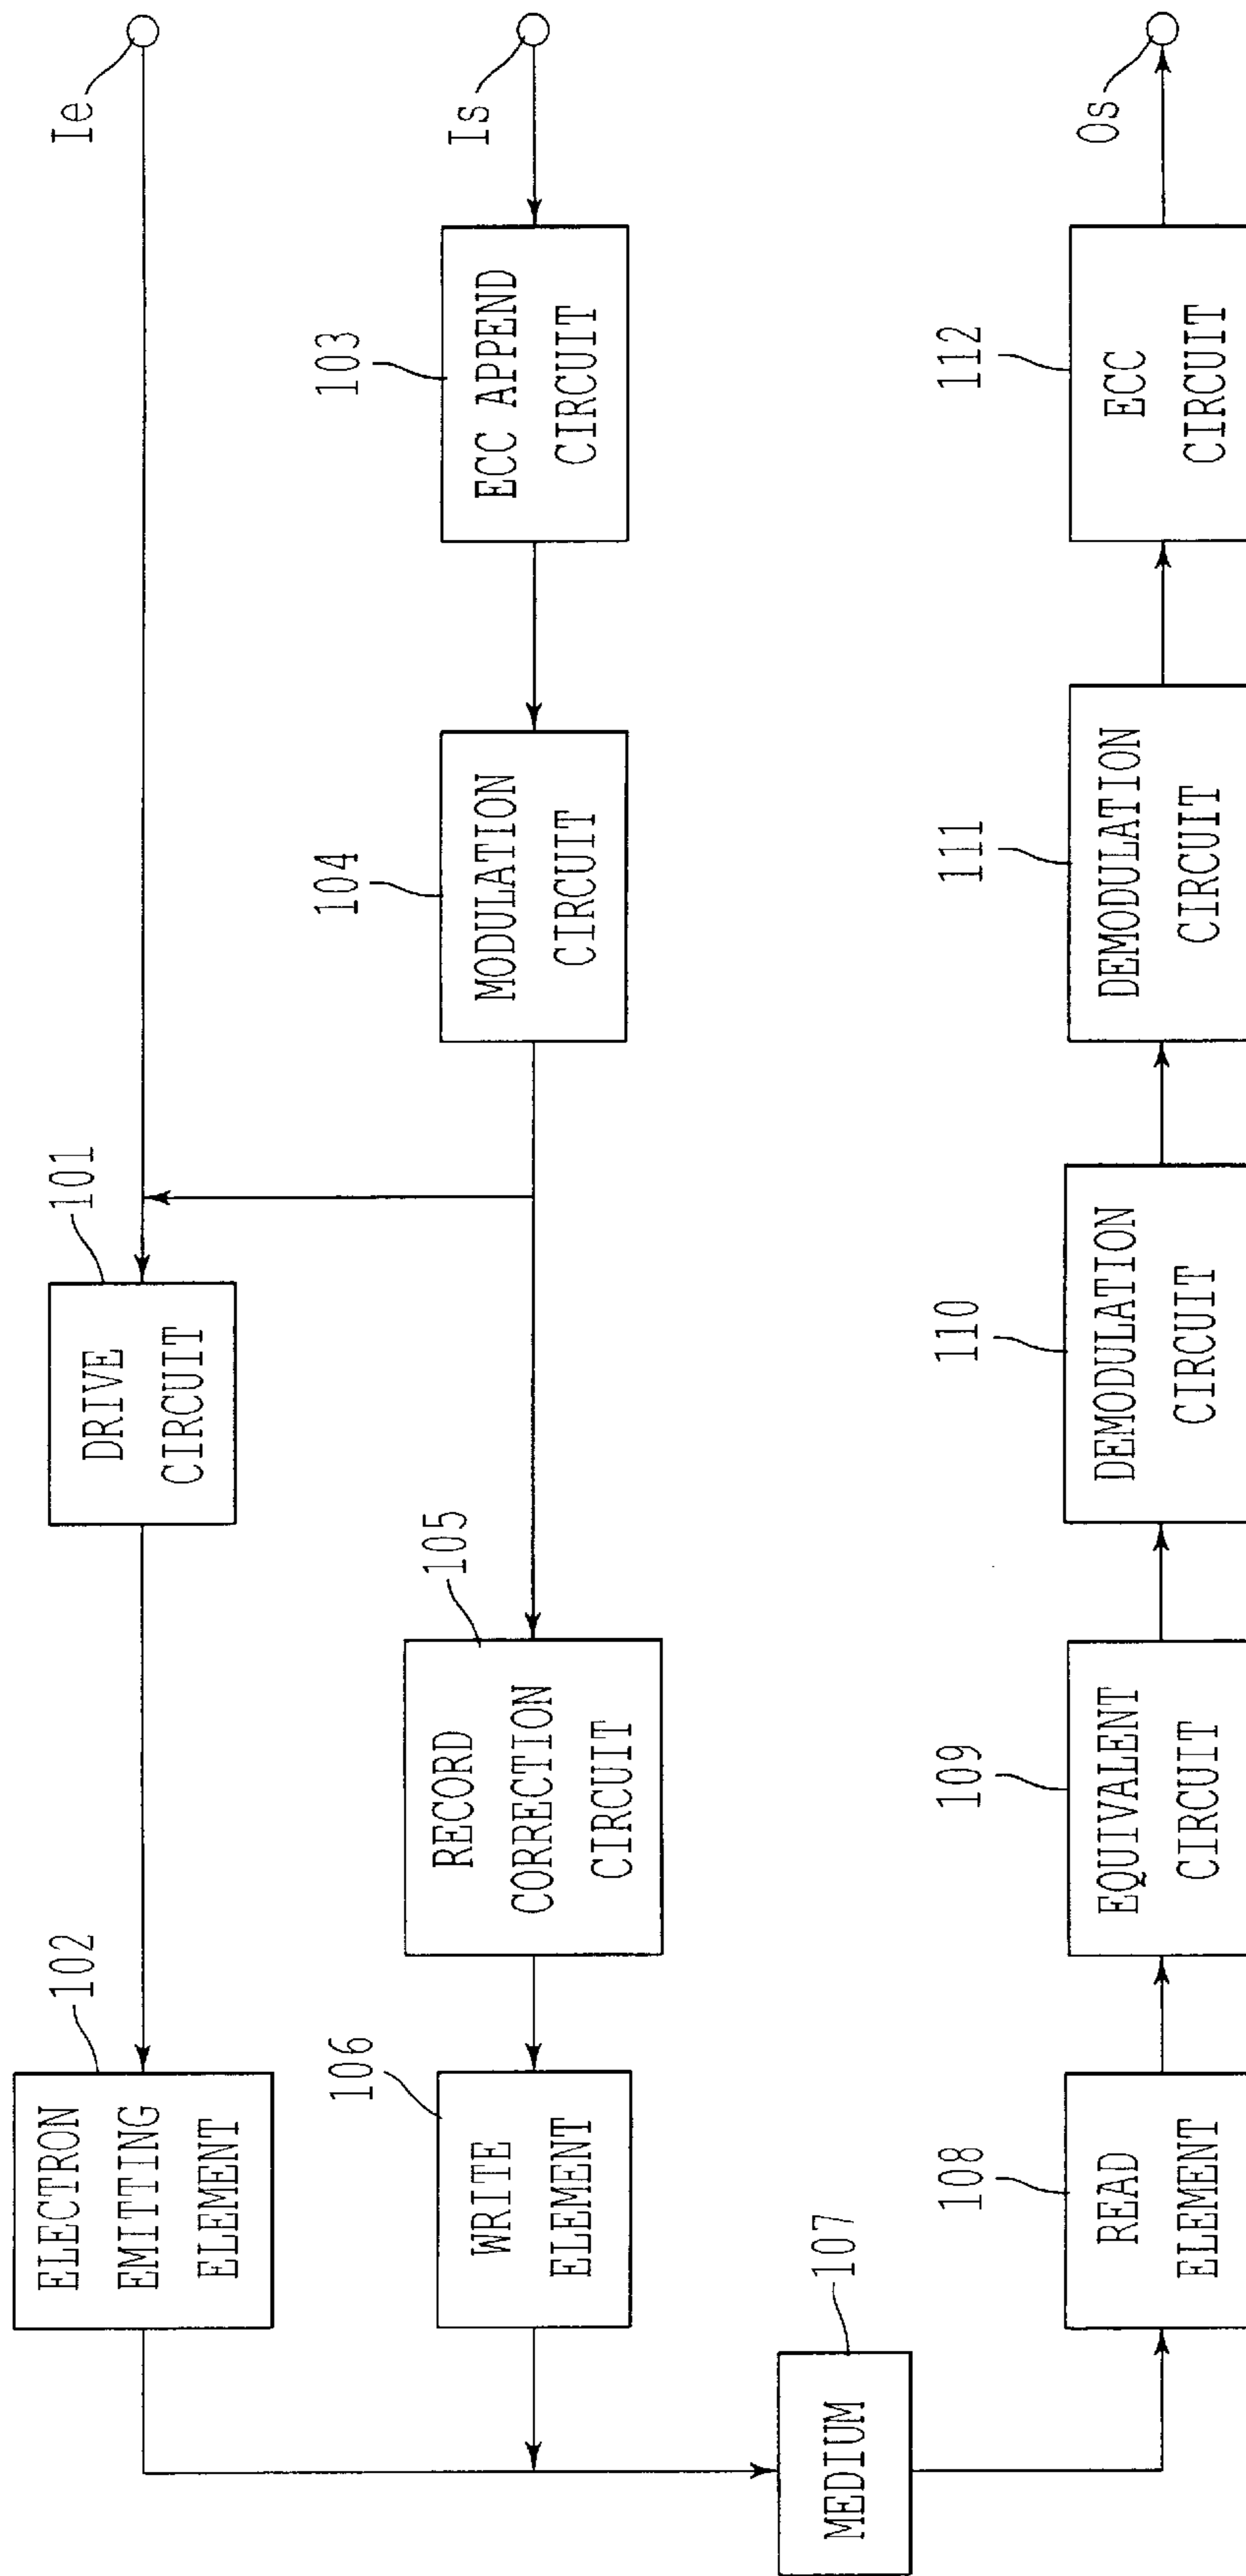 Ie
101
DRIVE
CIRCUIT
102
ELECTRON
EMITTING
ELEMENT
Is
103
ECC APPEND
CIRCUIT
104
MODULATION
CIRCUIT
105
RECORD
CORRECTION
CIRCUIT
106
WRITE
ELEMENT
107
MEDIUM
108
READ
ELEMENT
109
EQUIVALENT
CIRCUIT
110
DEMODULATION
CIRCUIT
111
DEMODULATION
CIRCUIT
112
ECC
CIRCUIT
Os